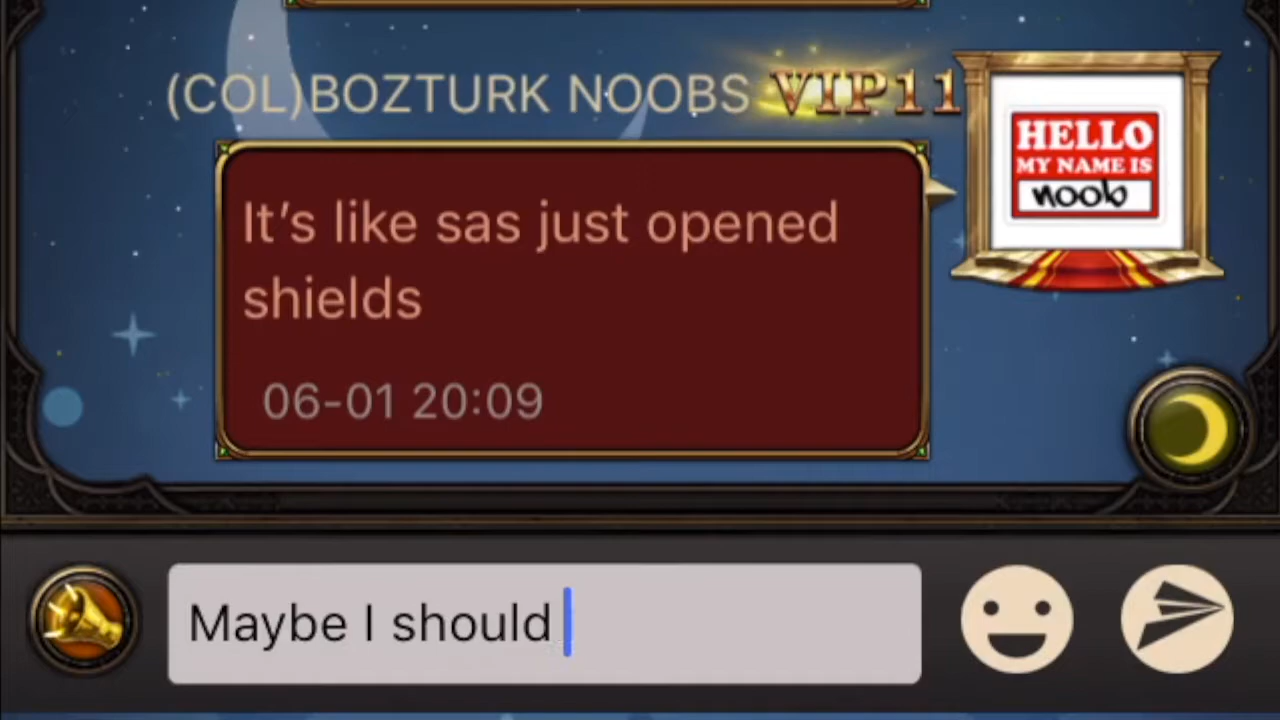 (COL)BOZTURK NOOBS VIP11
HELLO
MY NAME IS
noob
It's like sas just opened
shields
06-01 20:09
Maybe I should